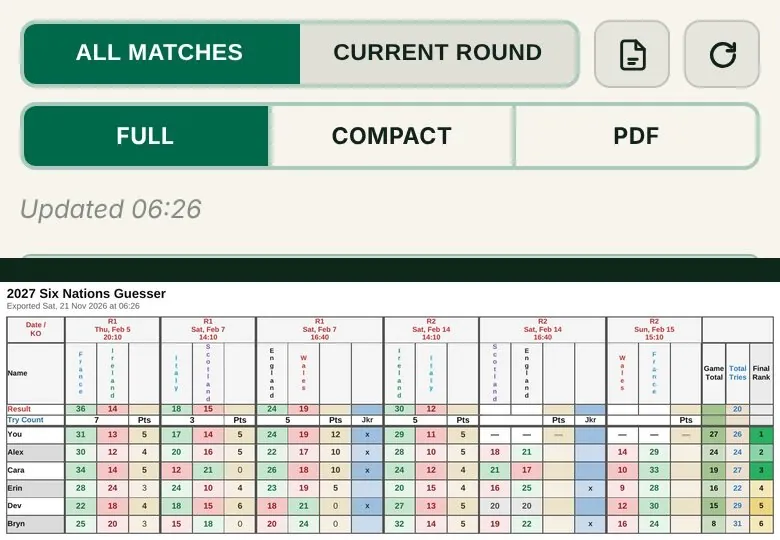 ALL MATCHES CURRENT ROUND
FULL COMPACT PDF
Updated 06:26
2027 Six Nations Guesser
Exported Sat, 21 Nov 2026 at 06:26
Date / KO R1 Thu, Feb 5 20:10 R1 Sat, Feb 7 14:10 R1 Sat, Feb 7 16:40 R2 Sat, Feb 14 14:10 R2 Sat, Feb 14 16:40 R2 Sun, Feb 15 15:10
Name France Ireland Italy Scotland England Wales Ireland Italy Scotland England Wales France Game Total Total Tries Final Rank
Result 36 14 18 15 24 19 30 12 20
Try Count 7 Pts 3 Pts 5 Pts Jkr 5 Pts Pts Jkr Pts
You 31 13 5 17 14 5 24 19 12 x 29 11 5 — — — — — — 27 26 1
Alex 30 12 4 20 16 5 22 17 10 x 28 10 5 18 21 14 29 24 24 2
Cara 34 14 5 12 21 0 26 18 10 x 24 12 4 21 17 10 33 19 27 3
Erin 28 24 3 24 10 4 23 19 5 20 15 4 16 25 x 9 28 16 22 4
Dev 22 18 4 18 12 5 18 21 0 x 28 14 5 20 20 12 30 15 29 5
Bryn 25 20 3 15 18 0 24 20 9 x 32 14 5 19 22 x 16 24 8 31 6